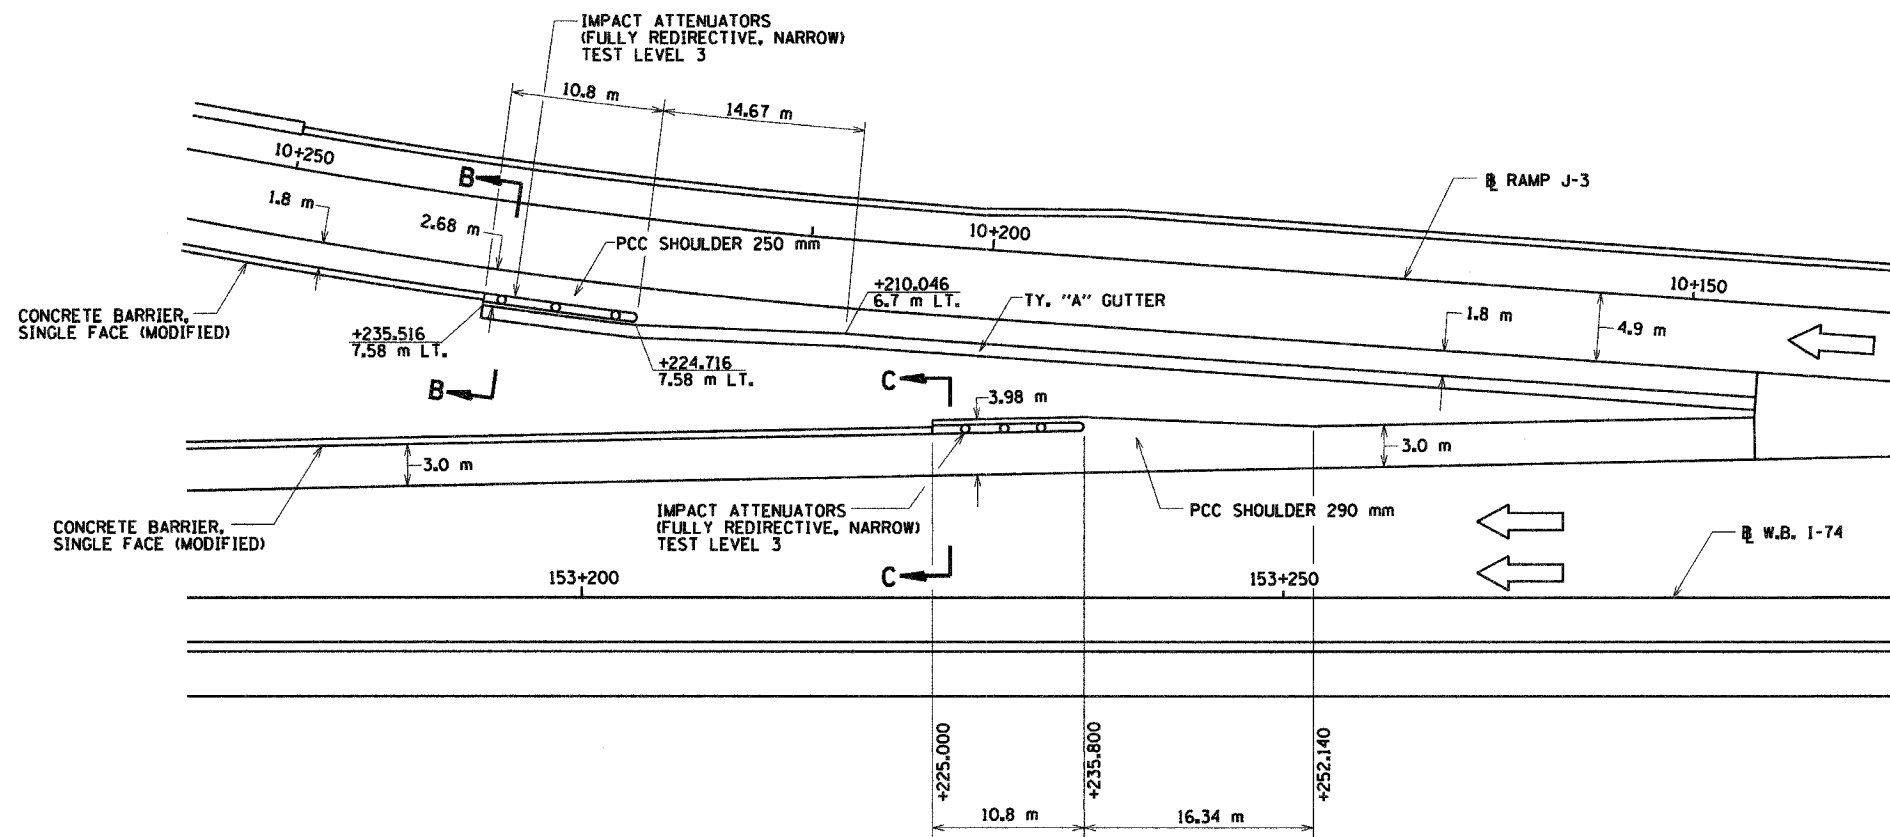 IMPACT ATTENUATORS
(FULLY REDIRECTIVE, NARROW)
TEST LEVEL 3
10.8 m
14.67 m
10+250
B
℄ RAMP J-3
1.8 m
2.68 m
PCC SHOULDER 250 mm
10+200
+210.046
6.7 m LT.
TY. "A" GUTTER
10+150
CONCRETE BARRIER,
SINGLE FACE (MODIFIED)
1.8 m
4.9 m
+235.516
7.58 m LT.
+224.716
7.58 m LT.
B
C
3.98 m
3.0 m
3.0 m
CONCRETE BARRIER,
SINGLE FACE (MODIFIED)
IMPACT ATTENUATORS
(FULLY REDIRECTIVE, NARROW)
TEST LEVEL 3
PCC SHOULDER 290 mm
℄ W.B. I-74
153+200
C
153+250
+225.000
+235.800
+252.140
10.8 m
16.34 m